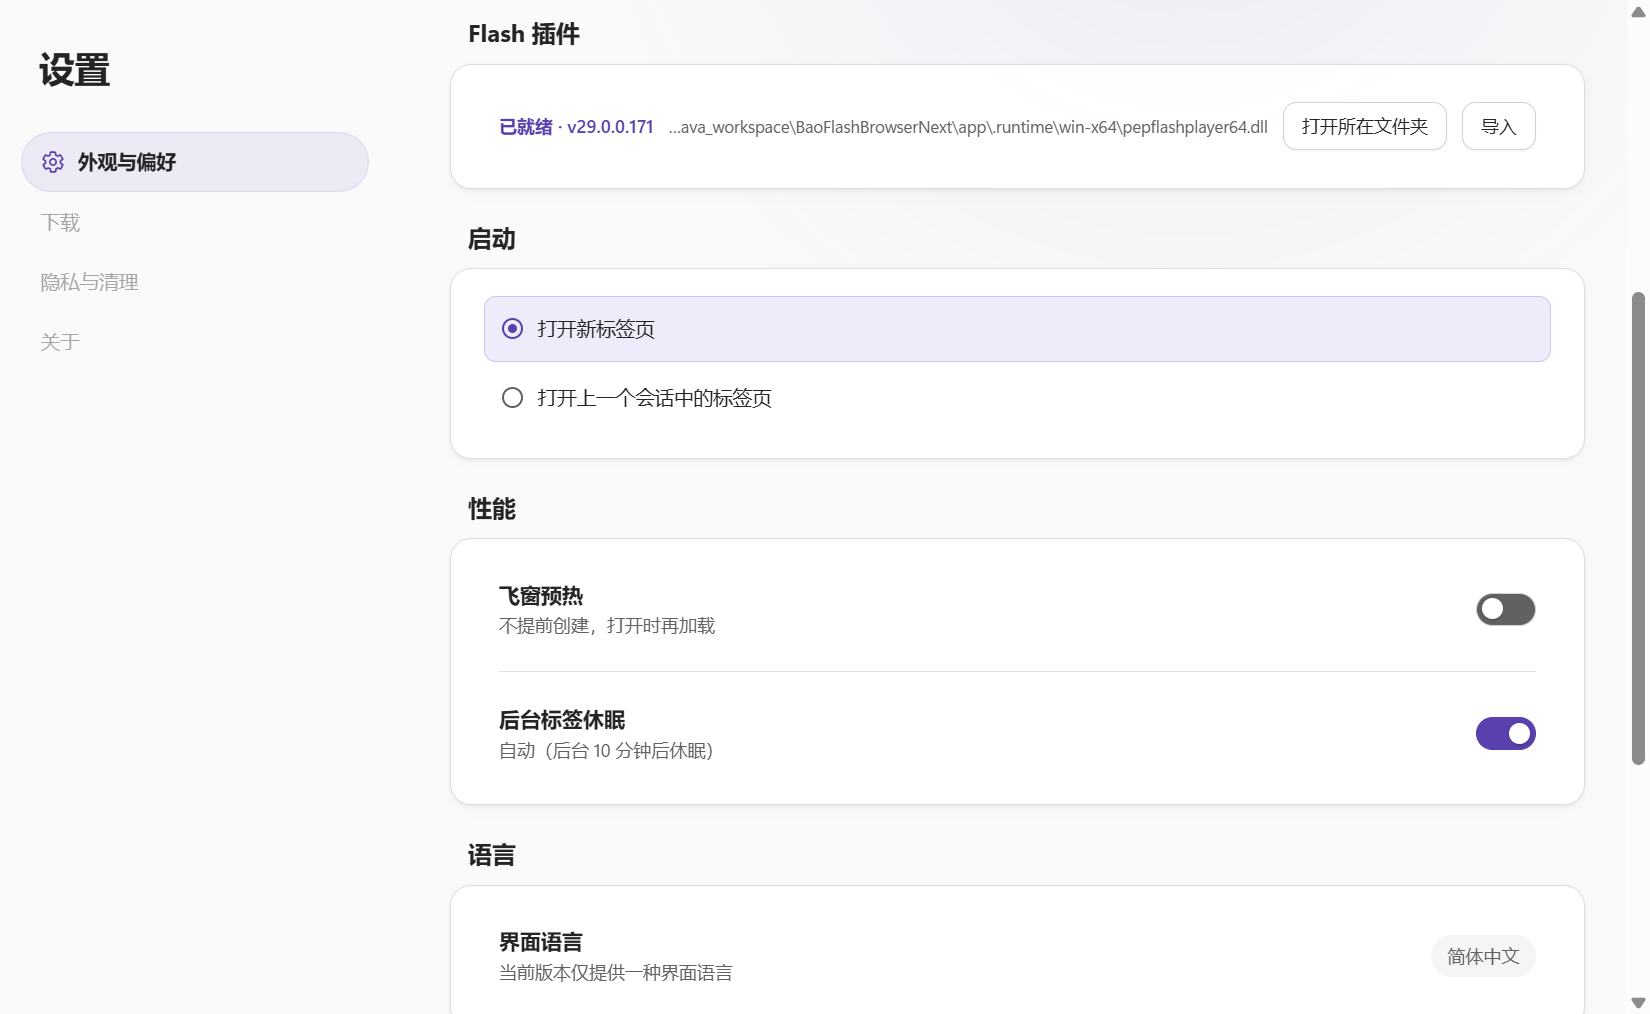 设置
外观与偏好
下载
隐私与清理
关于
Flash 插件
已就绪 · v29.0.0.171 ...ava_workspace\BaoFlashBrowserNext\app\.runtime\win-x64\pepflashplayer64.dll 打开所在文件夹 导入
启动
打开新标签页
打开上一个会话中的标签页
性能
飞窗预热
不提前创建，打开时再加载
后台标签休眠
自动（后台 10 分钟后休眠）
语言
界面语言
当前版本仅提供一种界面语言
简体中文